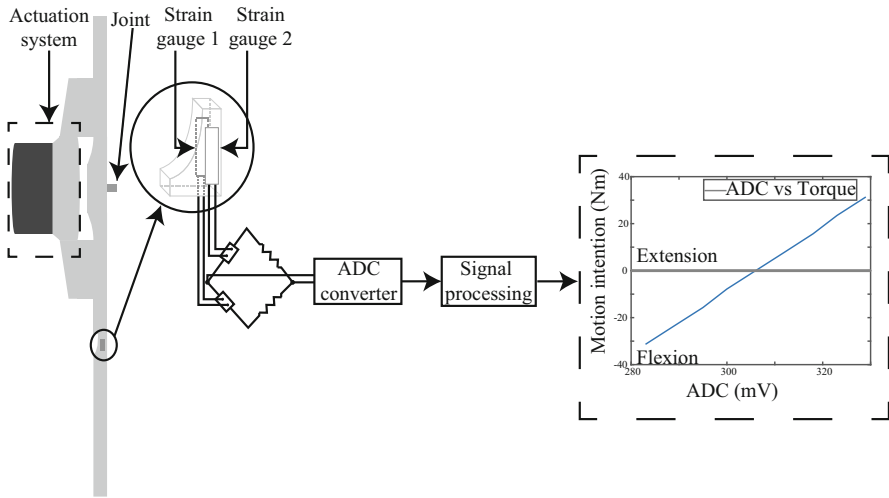 Actuation
system
Joint
Strain
gauge 1
Strain
gauge 2
ADC
converter
Signal
processing
Motion intention (Nm)
40
20
0
-20
-40
ADC vs Torque
Extension
Flexion
280
300
320
ADC (mV)